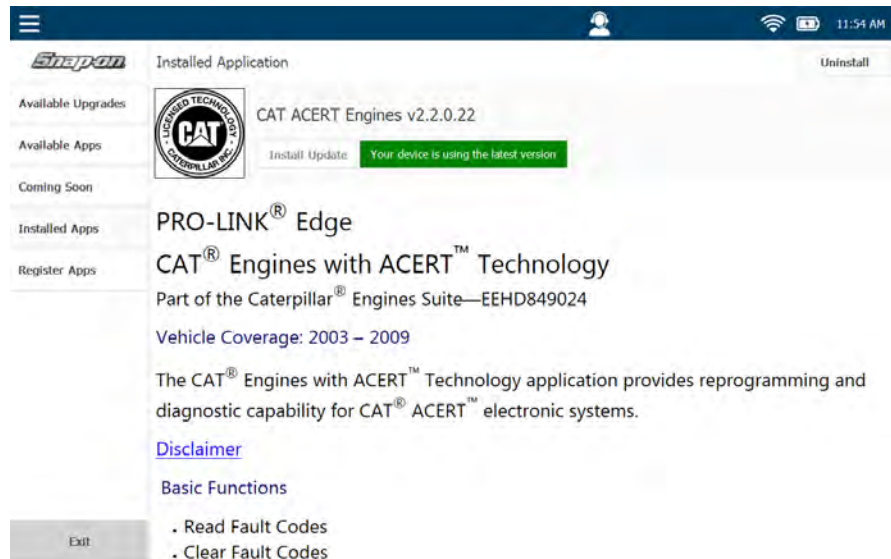 11:54 AM
Snap-on
Installed Application
Uninstall
Available Upgrades
Available Apps
Coming Soon
Installed Apps
Register Apps
Exit
LICENSED TECHNOLOGY
CAT
CATERPILLAR INC.
CAT ACERT Engines v2.2.0.22
Install Update
Your device is using the latest version
PRO-LINK® Edge
CAT® Engines with ACERT™ Technology
Part of the Caterpillar® Engines Suite—EEHD849024
Vehicle Coverage: 2003 – 2009
The CAT® Engines with ACERT™ Technology application provides reprogramming and
diagnostic capability for CAT® ACERT™ electronic systems.
Disclaimer
Basic Functions
• Read Fault Codes
• Clear Fault Codes